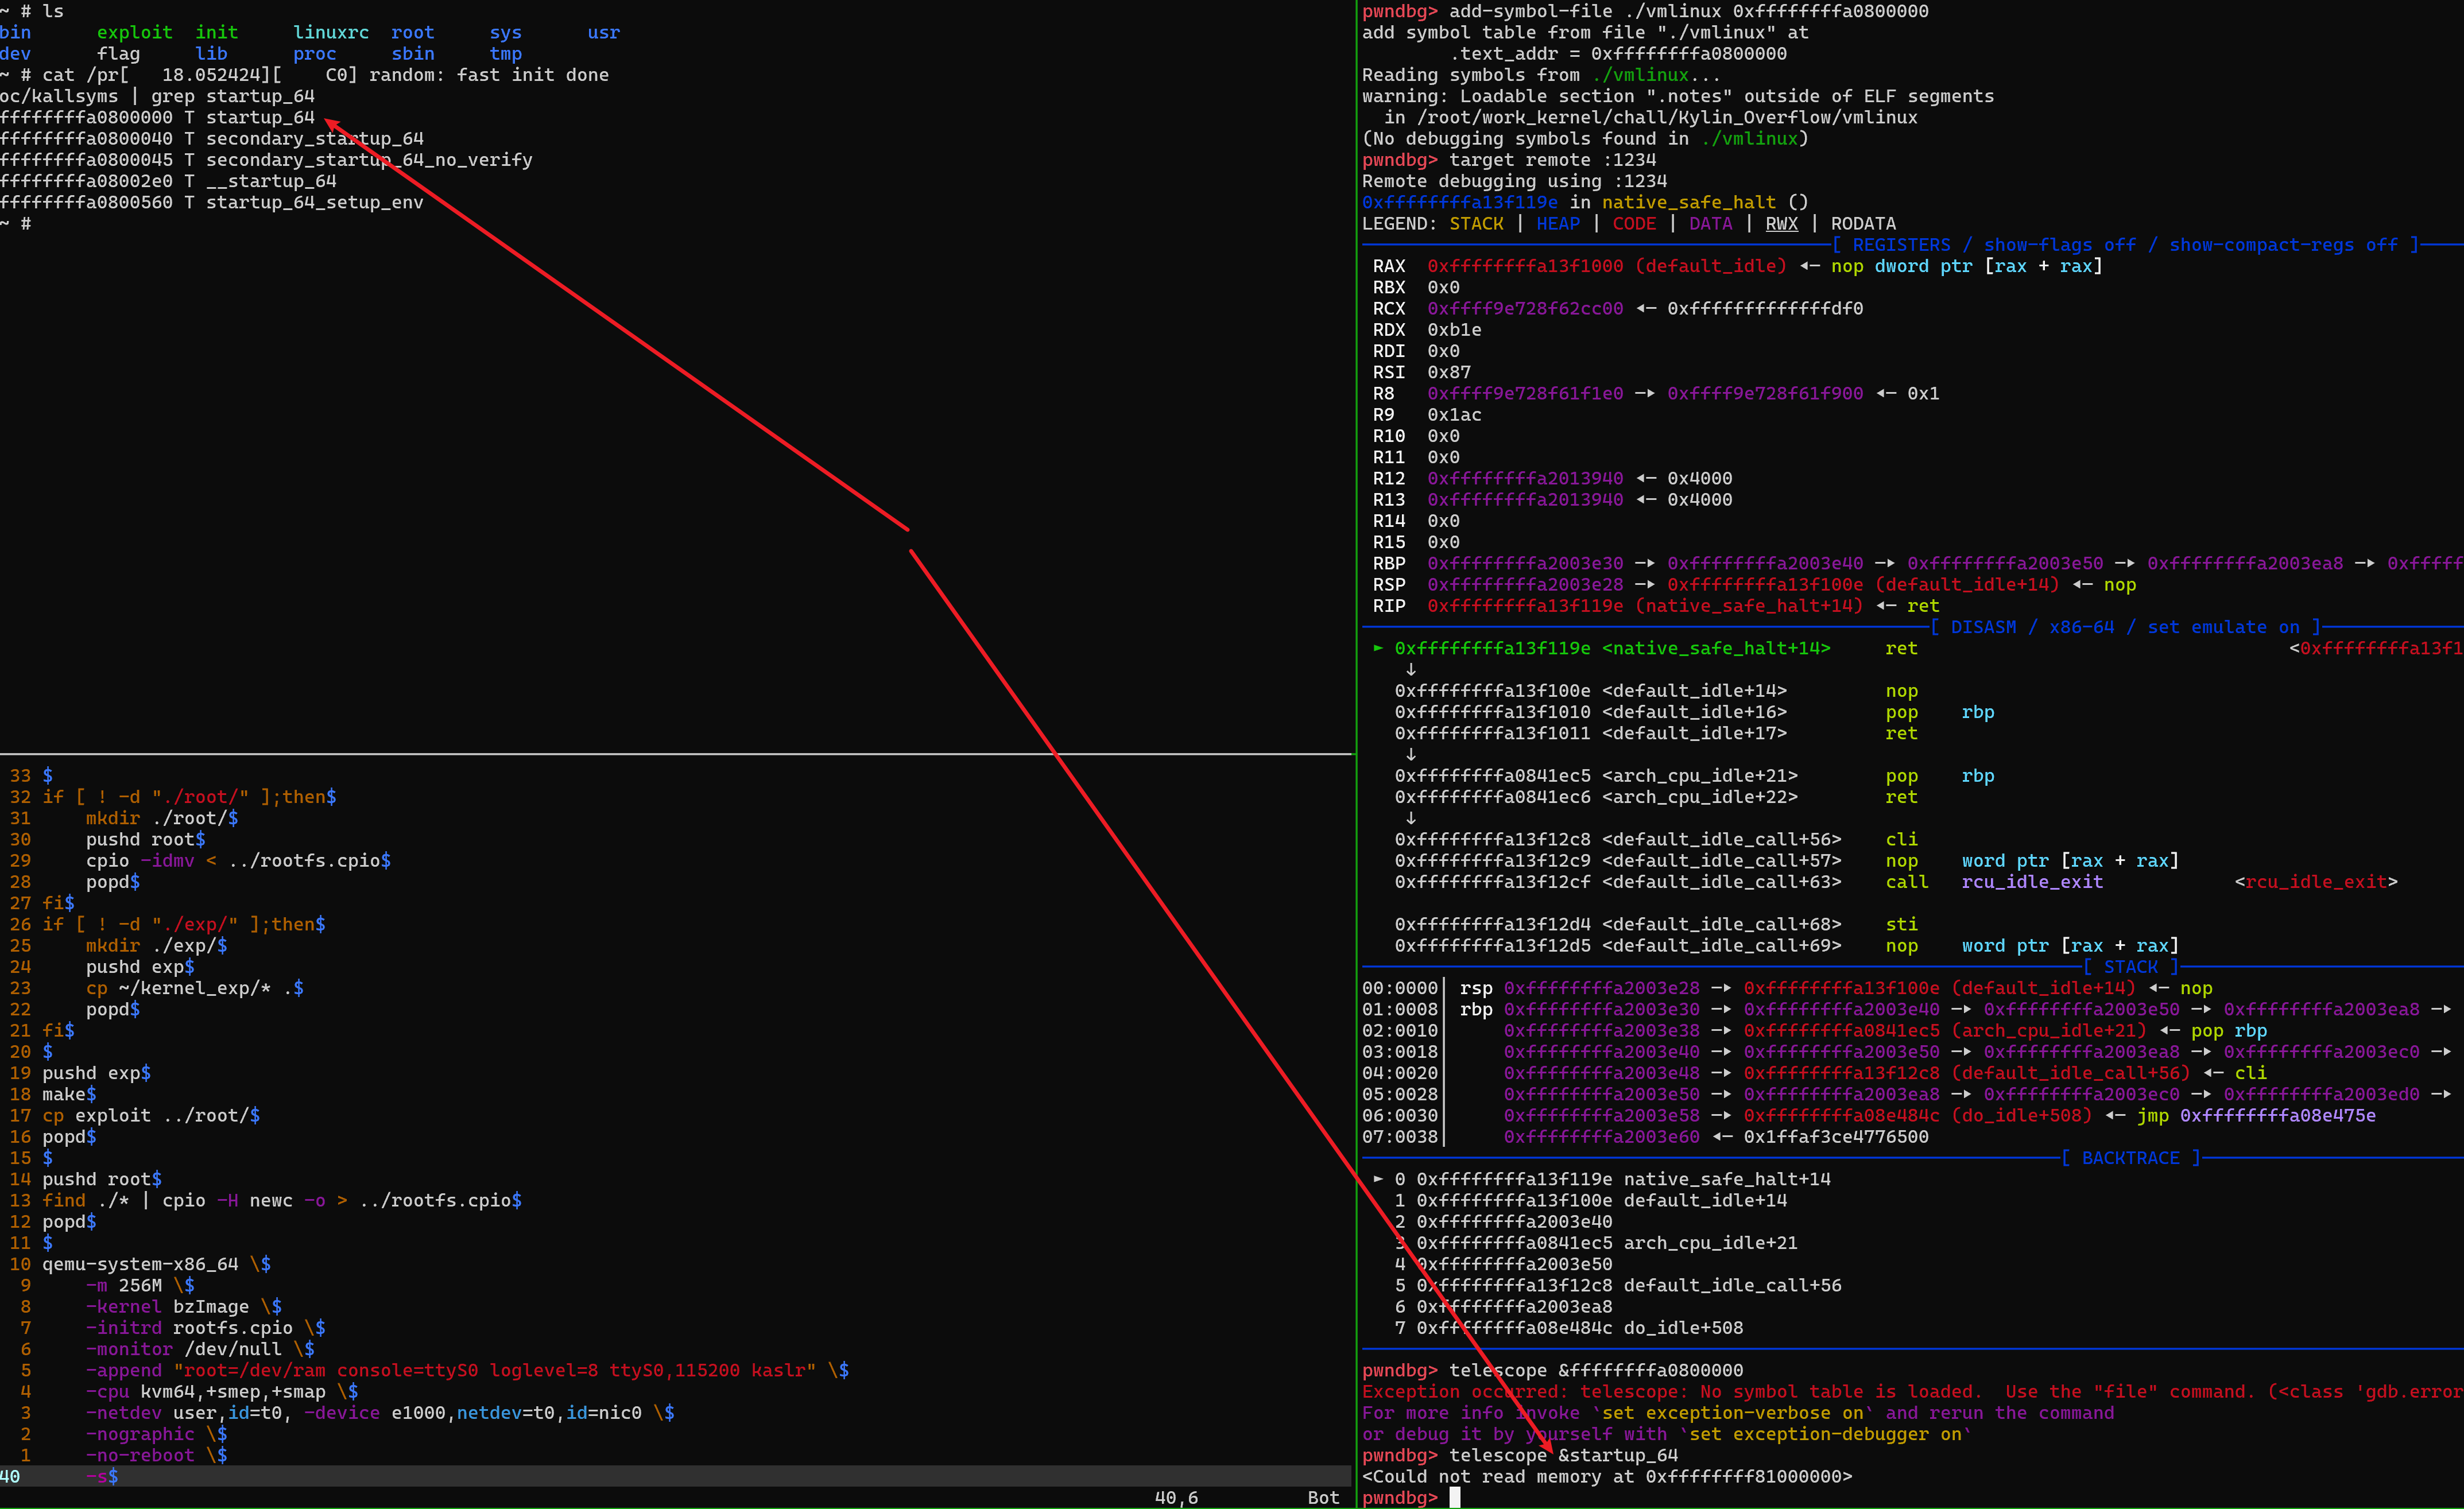 ~ # ls
bin      exploit  init     linuxrc  root     sys      usr
dev      flag     lib      proc     sbin     tmp
~ # cat /pr[   18.052424][    C0] random: fast init done
oc/kallsyms | grep startup_64
ffffffffa0800000 T startup_64
ffffffffa0800040 T secondary_startup_64
ffffffffa0800045 T secondary_startup_64_no_verify
ffffffffa08002e0 T __startup_64
ffffffffa0800560 T startup_64_setup_env
~ #
33 $
32 if [ ! -d "./root/" ];then$
31     mkdir ./root/$
30     pushd root$
29     cpio -idmv < ../rootfs.cpio$
28     popd$
27 fi$
26 if [ ! -d "./exp/" ];then$
25     mkdir ./exp/$
24     pushd exp$
23     cp ~/kernel_exp/* .$
22     popd$
21 fi$
20 $
19 pushd exp$
18 make$
17 cp exploit ../root/$
16 popd$
15 $
14 pushd root$
13 find ./* | cpio -H newc -o > ../rootfs.cpio$
12 popd$
11 $
10 qemu-system-x86_64 \$
9     -m 256M \$
8     -kernel bzImage \$
7     -initrd rootfs.cpio \$
6     -monitor /dev/null \$
5     -append "root=/dev/ram console=ttyS0 loglevel=8 ttyS0,115200 kaslr" \$
4     -cpu kvm64,+smep,+smap \$
3     -netdev user,id=t0, -device e1000,netdev=t0,id=nic0 \$
2     -nographic \$
1     -no-reboot \$
40     -s$
40,6          Bot
pwndbg> add-symbol-file ./vmlinux 0xffffffffa0800000
add symbol table from file "./vmlinux" at
        .text_addr = 0xffffffffa0800000
Reading symbols from ./vmlinux...
warning: Loadable section ".notes" outside of ELF segments
  in /root/work_kernel/chall/Kylin_Overflow/vmlinux
(No debugging symbols found in ./vmlinux)
pwndbg> target remote :1234
Remote debugging using :1234
0xffffffffa13f119e in native_safe_halt ()
LEGEND: STACK | HEAP | CODE | DATA | RWX | RODATA
[ REGISTERS / show-flags off / show-compact-regs off ]
RAX  0xffffffffa13f1000 (default_idle) ◂— nop dword ptr [rax + rax]
RBX  0x0
RCX  0xffff9e728f62cc00 ◂— 0xfffffffffffffdf0
RDX  0xb1e
RDI  0x0
RSI  0x87
R8   0xffff9e728f61f1e0 —▸ 0xffff9e728f61f900 ◂— 0x1
R9   0x1ac
R10  0x0
R11  0x0
R12  0xffffffffa2013940 ◂— 0x4000
R13  0xffffffffa2013940 ◂— 0x4000
R14  0x0
R15  0x0
RBP  0xffffffffa2003e30 —▸ 0xffffffffa2003e40 —▸ 0xffffffffa2003e50 —▸ 0xffffffffa2003ea8 —▸ 0xfffff
RSP  0xffffffffa2003e28 —▸ 0xffffffffa13f100e (default_idle+14) ◂— nop
RIP  0xffffffffa13f119e (native_safe_halt+14) ◂— ret
[ DISASM / x86-64 / set emulate on ]
► 0xffffffffa13f119e <native_safe_halt+14>     ret                                  <0xffffffffa13f1
↓
0xffffffffa13f100e <default_idle+14>         nop
0xffffffffa13f1010 <default_idle+16>         pop    rbp
0xffffffffa13f1011 <default_idle+17>         ret
↓
0xffffffffa0841ec5 <arch_cpu_idle+21>        pop    rbp
0xffffffffa0841ec6 <arch_cpu_idle+22>        ret
↓
0xffffffffa13f12c8 <default_idle_call+56>    cli
0xffffffffa13f12c9 <default_idle_call+57>    nop    word ptr [rax + rax]
0xffffffffa13f12cf <default_idle_call+63>    call   rcu_idle_exit            <rcu_idle_exit>
0xffffffffa13f12d4 <default_idle_call+68>    sti
0xffffffffa13f12d5 <default_idle_call+69>    nop    word ptr [rax + rax]
[ STACK ]
00:0000│ rsp 0xffffffffa2003e28 —▸ 0xffffffffa13f100e (default_idle+14) ◂— nop
01:0008│ rbp 0xffffffffa2003e30 —▸ 0xffffffffa2003e40 —▸ 0xffffffffa2003e50 —▸ 0xffffffffa2003ea8 —▸
02:0010│     0xffffffffa2003e38 —▸ 0xffffffffa0841ec5 (arch_cpu_idle+21) ◂— pop rbp
03:0018│     0xffffffffa2003e40 —▸ 0xffffffffa2003e50 —▸ 0xffffffffa2003ea8 —▸ 0xffffffffa2003ec0 —▸
04:0020│     0xffffffffa2003e48 —▸ 0xffffffffa13f12c8 (default_idle_call+56) ◂— cli
05:0028│     0xffffffffa2003e50 —▸ 0xffffffffa2003ea8 —▸ 0xffffffffa2003ec0 —▸ 0xffffffffa2003ed0 —▸
06:0030│     0xffffffffa2003e58 —▸ 0xffffffffa08e484c (do_idle+508) ◂— jmp 0xffffffffa08e475e
07:0038│     0xffffffffa2003e60 ◂— 0x1ffaf3ce4776500
[ BACKTRACE ]
► 0 0xffffffffa13f119e native_safe_halt+14
1 0xffffffffa13f100e default_idle+14
2 0xffffffffa2003e40
3 0xffffffffa0841ec5 arch_cpu_idle+21
4 0xffffffffa2003e50
5 0xffffffffa13f12c8 default_idle_call+56
6 0xffffffffa2003ea8
7 0xffffffffa08e484c do_idle+508
pwndbg> telescope &ffffffffa0800000
Exception occurred: telescope: No symbol table is loaded.  Use the "file" command. (<class 'gdb.error
For more info invoke `set exception-verbose on` and rerun the command
or debug it by yourself with `set exception-debugger on`
pwndbg> telescope &startup_64
<Could not read memory at 0xffffffff81000000>
pwndbg>